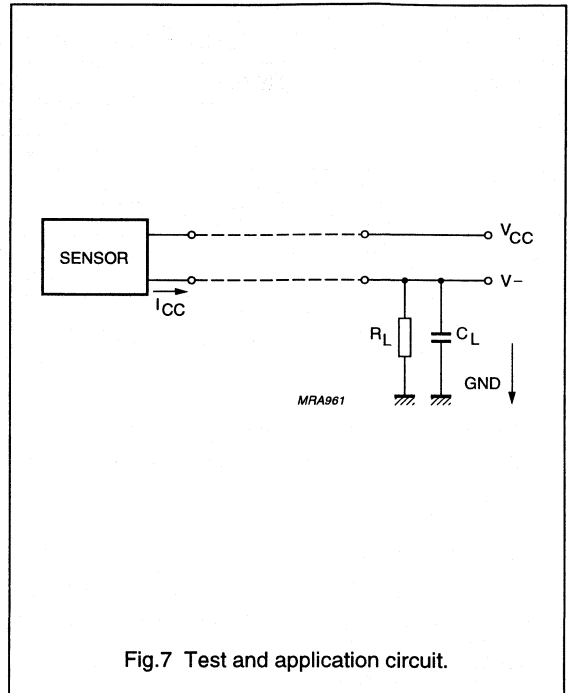 VCC
SENSOR
V–
ICC
RL
CL
GND
MRA961
Fig.7 Test and application circuit.